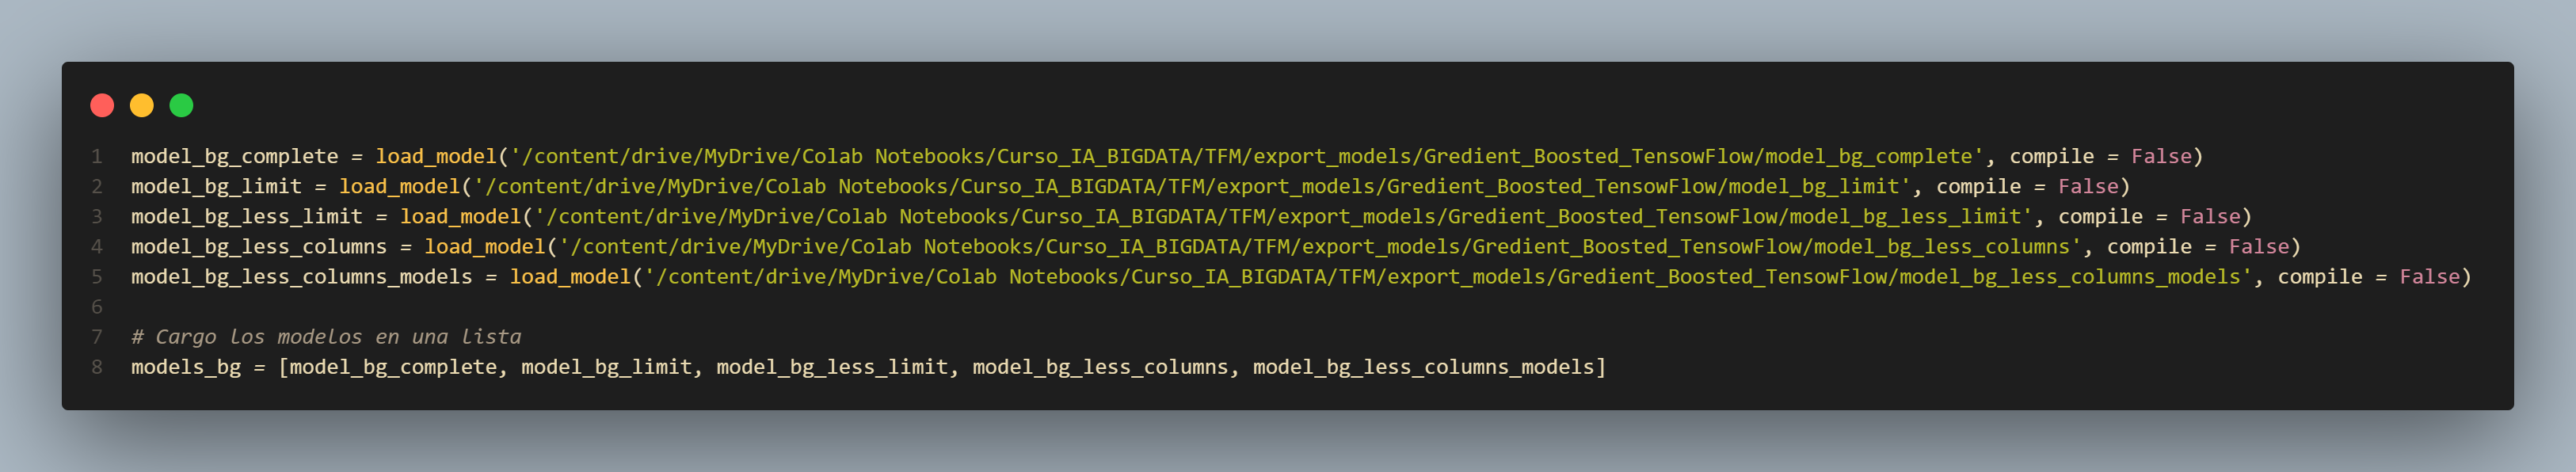 1 model_bg_complete = load_model('/content/drive/MyDrive/Colab Notebooks/Curso_IA_BIGDATA/TFM/export_models/Gredient_Boosted_TensowFlow/model_bg_complete', compile = False)
2 model_bg_limit = load_model('/content/drive/MyDrive/Colab Notebooks/Curso_IA_BIGDATA/TFM/export_models/Gredient_Boosted_TensowFlow/model_bg_limit', compile = False)
3 model_bg_less_limit = load_model('/content/drive/MyDrive/Colab Notebooks/Curso_IA_BIGDATA/TFM/export_models/Gredient_Boosted_TensowFlow/model_bg_less_limit', compile = False)
4 model_bg_less_columns = load_model('/content/drive/MyDrive/Colab Notebooks/Curso_IA_BIGDATA/TFM/export_models/Gredient_Boosted_TensowFlow/model_bg_less_columns', compile = False)
5 model_bg_less_columns_models = load_model('/content/drive/MyDrive/Colab Notebooks/Curso_IA_BIGDATA/TFM/export_models/Gredient_Boosted_TensowFlow/model_bg_less_columns_models', compile = False)
6
7 # Cargo los modelos en una lista
8 models_bg = [model_bg_complete, model_bg_limit, model_bg_less_limit, model_bg_less_columns, model_bg_less_columns_models]